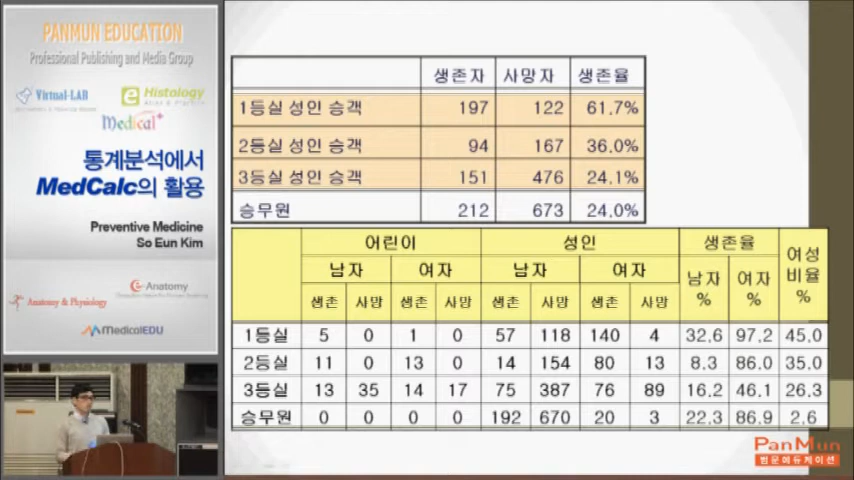 PANMUN EDUCATION
Professional Publishing and Media Group
Virtual-LAB
e Histology
Medical+
통계분석에서
MedCalc의 활용
Preventive Medicine
So Eun Kim
e-Anatomy
Anatomy & Physiology
MedicalEDU
생존자 사망자 생존율
1등실 성인 승객 197 122 61.7%
2등실 성인 승객 94 167 36.0%
3등실 성인 승객 151 476 24.1%
승무원 212 673 24.0%
어린이 성인 생존율 여성 비율 %
남자 여자 남자 여자 남자 % 여자 %
생존 사망 생존 사망 생존 사망 생존 사망
1등실 5 0 1 0 57 118 140 4 32.6 97.2 45.0
2등실 11 0 13 0 14 154 80 13 8.3 86.0 35.0
3등실 13 35 14 17 75 387 76 89 16.2 46.1 26.3
승무원 0 0 0 0 192 670 20 3 22.3 86.9 2.6
PanMun
범문에듀케이션